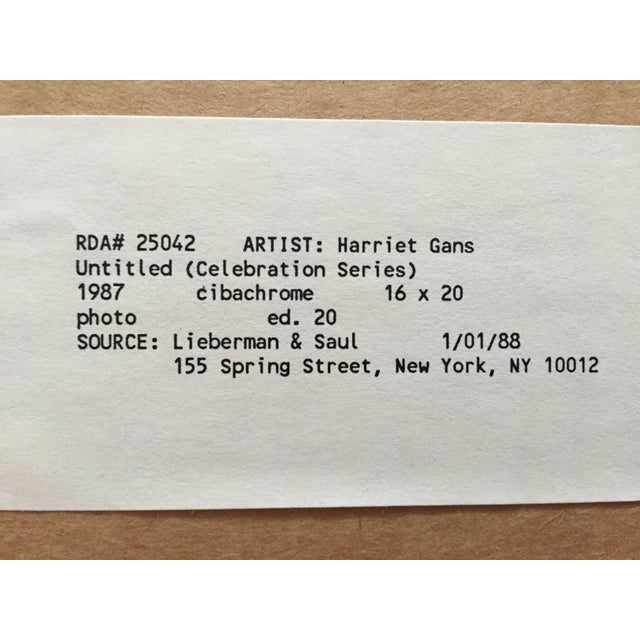 RDA# 25042 ARTIST: Harriet Gans
Untitled (Celebration Series)
1987 cibachrome 16 x 20
photo ed. 20
SOURCE: Lieberman & Saul 1/01/88
155 Spring Street, New York, NY 10012